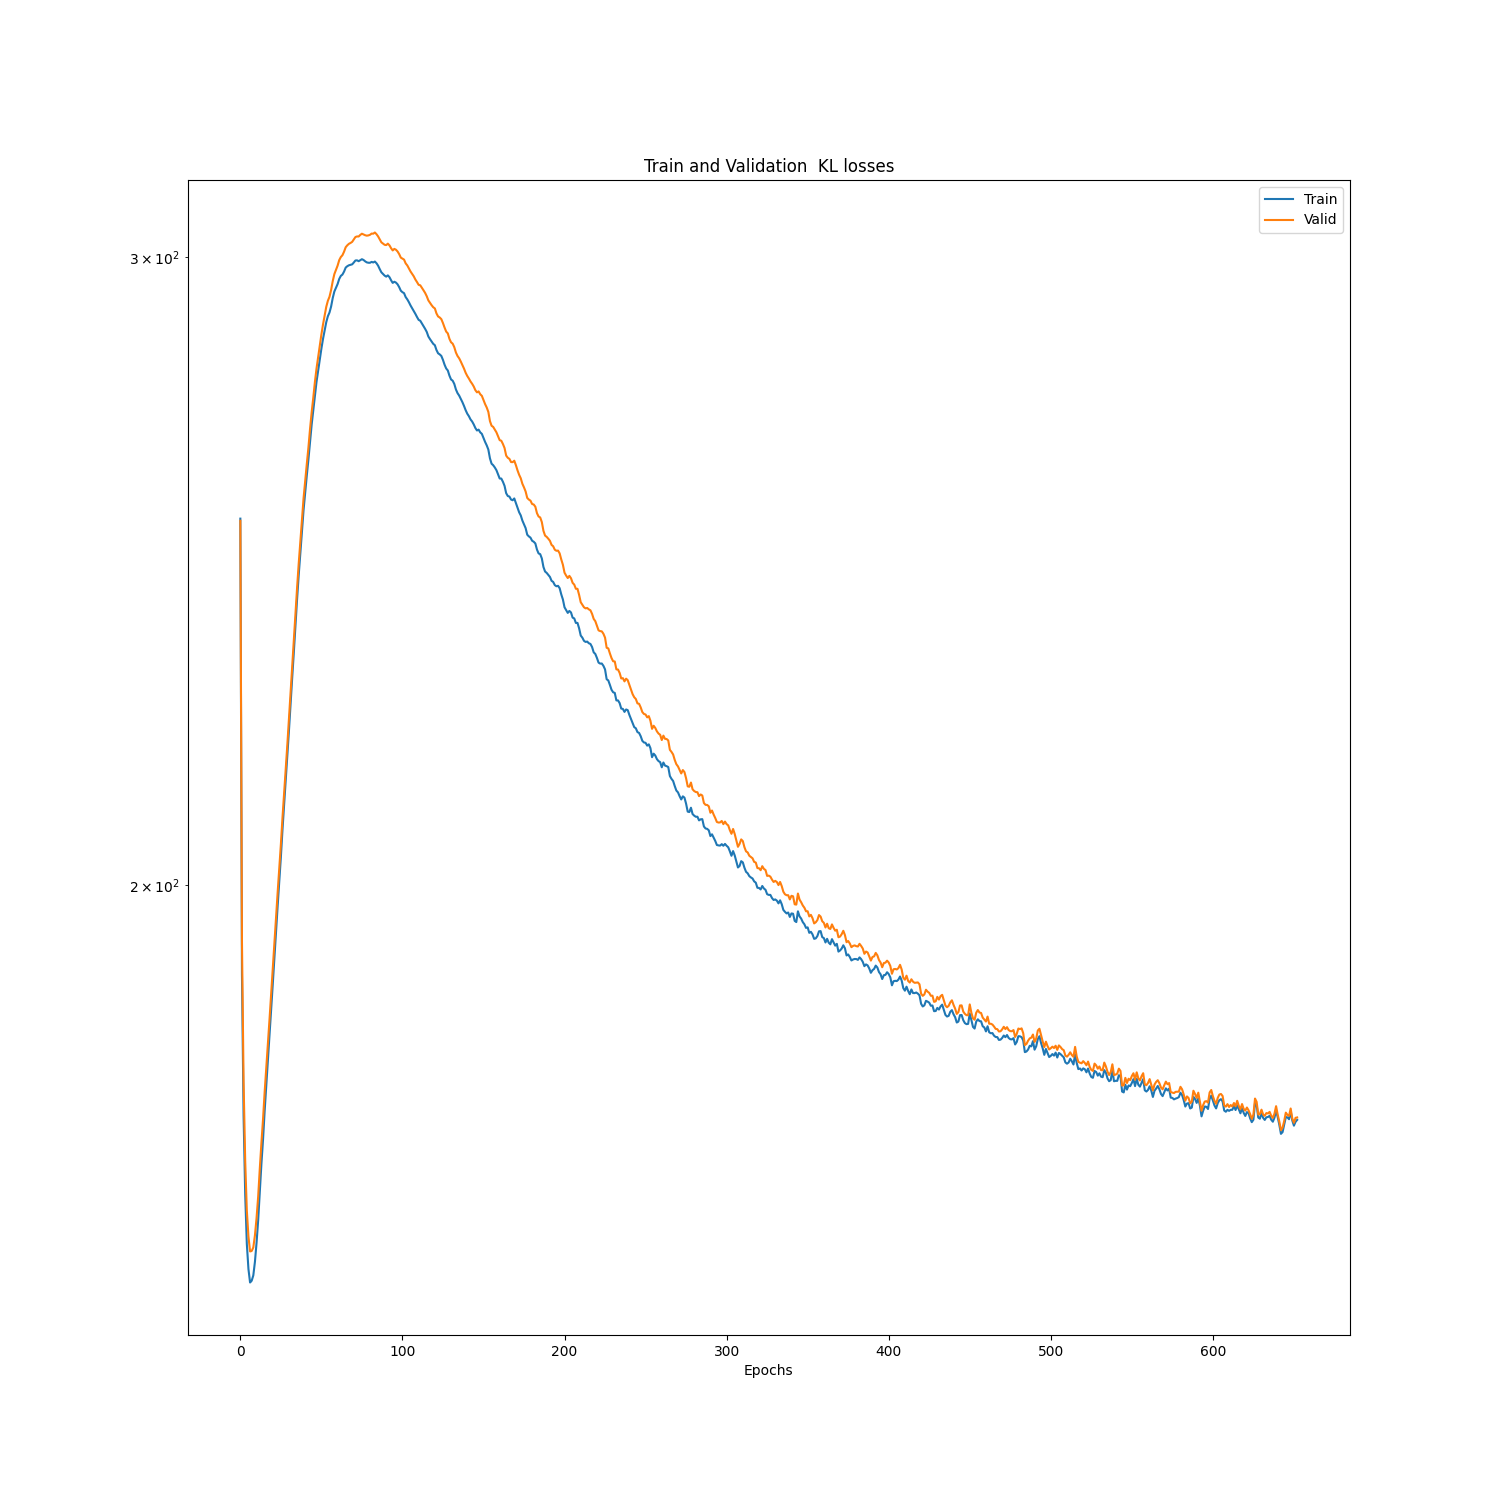 Train and Validation  KL losses
Train
Valid
3 × 10²
2 × 10²
0 100 200 300 400 500 600
Epochs